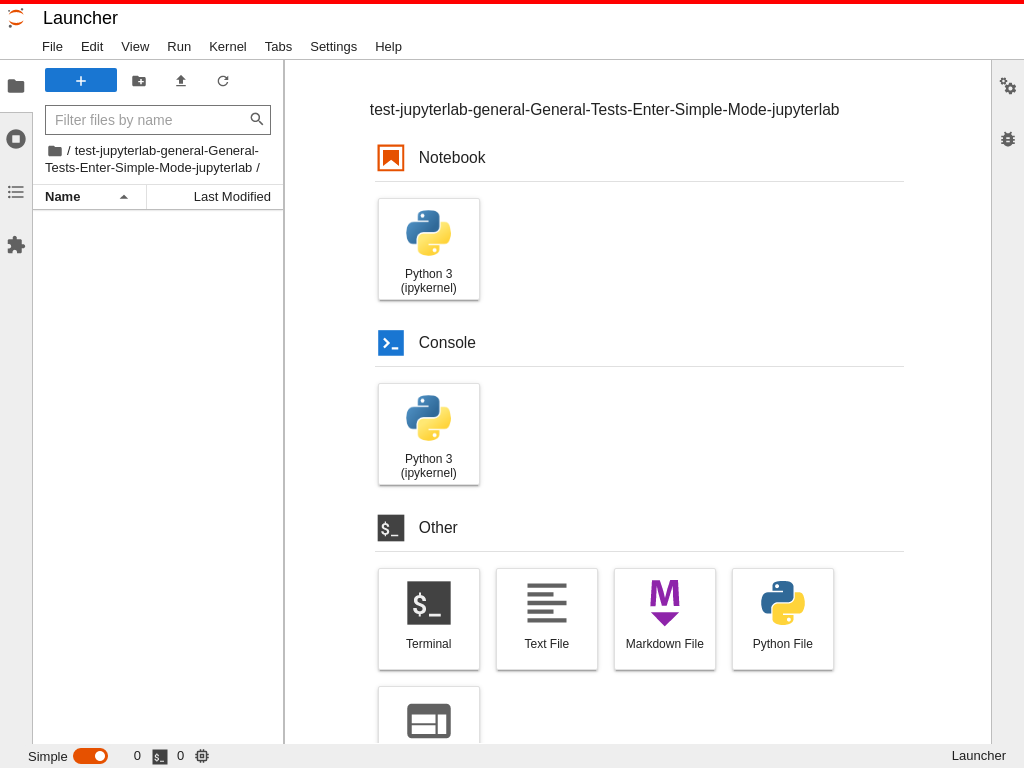 Launcher
File Edit View Run Kernel Tabs Settings Help
Filter files by name
/ test-jupyterlab-general-General-
Tests-Enter-Simple-Mode-jupyterlab /
Name Last Modified
test-jupyterlab-general-General-Tests-Enter-Simple-Mode-jupyterlab
Notebook
Python 3
(ipykernel)
Console
Python 3
(ipykernel)
$_ Other
$_
Terminal Text File Markdown File Python File
Simple 0 $_ 0 Launcher